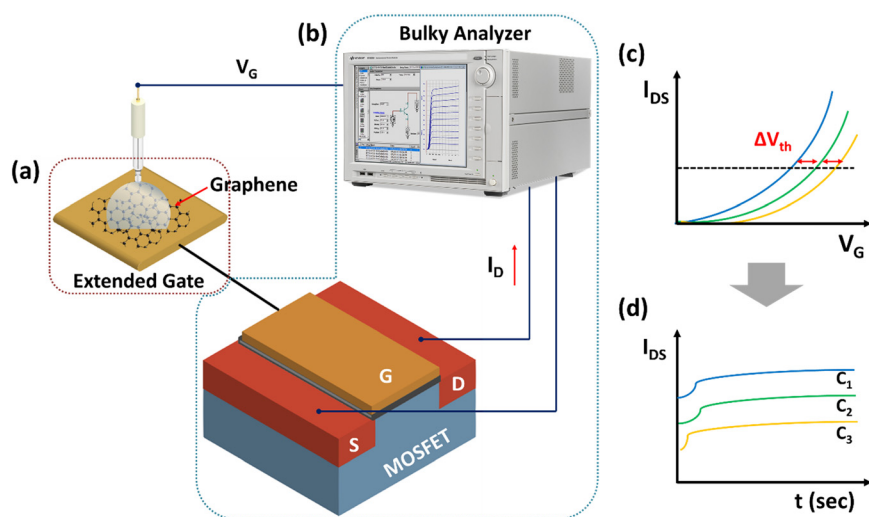 (b)
Bulky Analyzer
V_G
(a)
Graphene
Extended Gate
I_D
G
D
S
MOSFET
(c)
I_DS
ΔV_th
V_G
(d)
I_DS
C_1
C_2
C_3
t (sec)